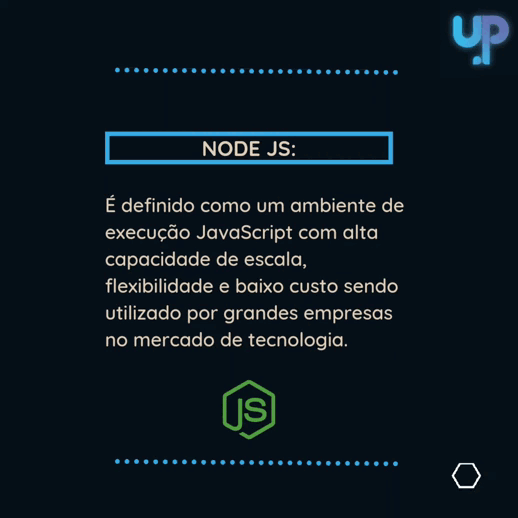 UP
NODE JS:
É definido como um ambiente de
execução JavaScript com alta
capacidade de escala,
flexibilidade e baixo custo sendo
utilizado por grandes empresas
no mercado de tecnologia.
JS